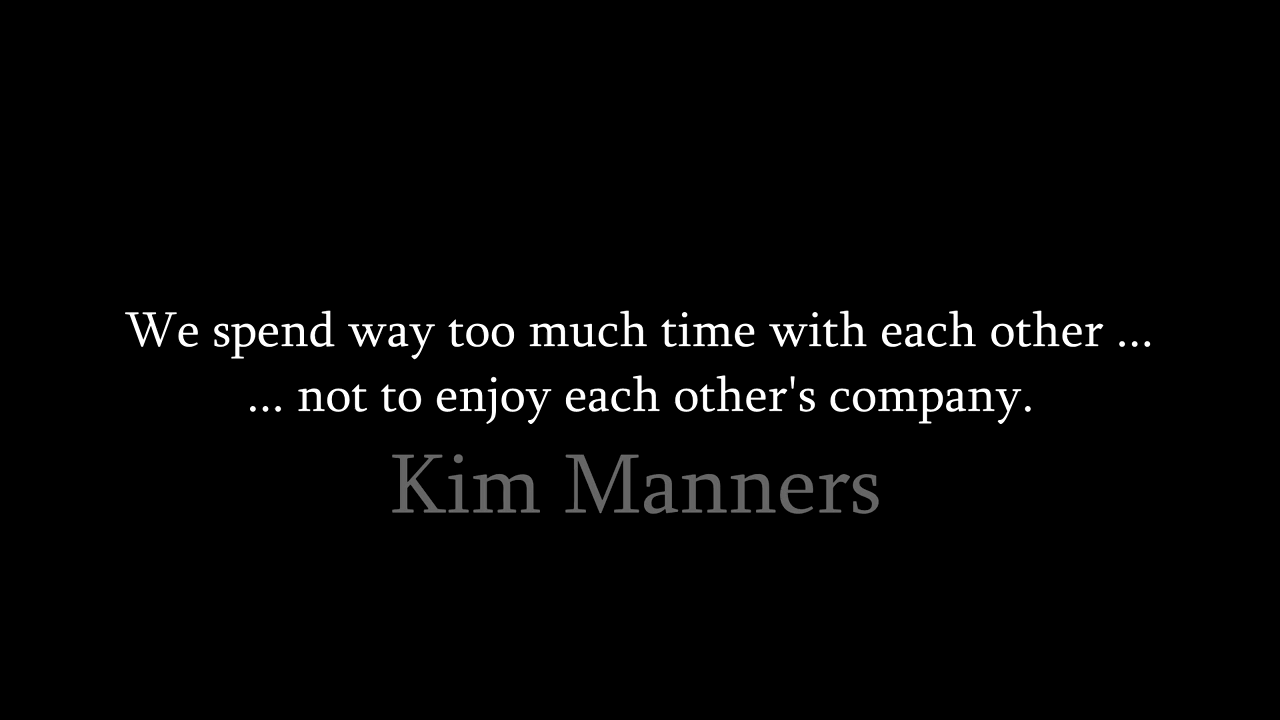 We spend way too much time with each other ...
... not to enjoy each other's company.
Kim Manners